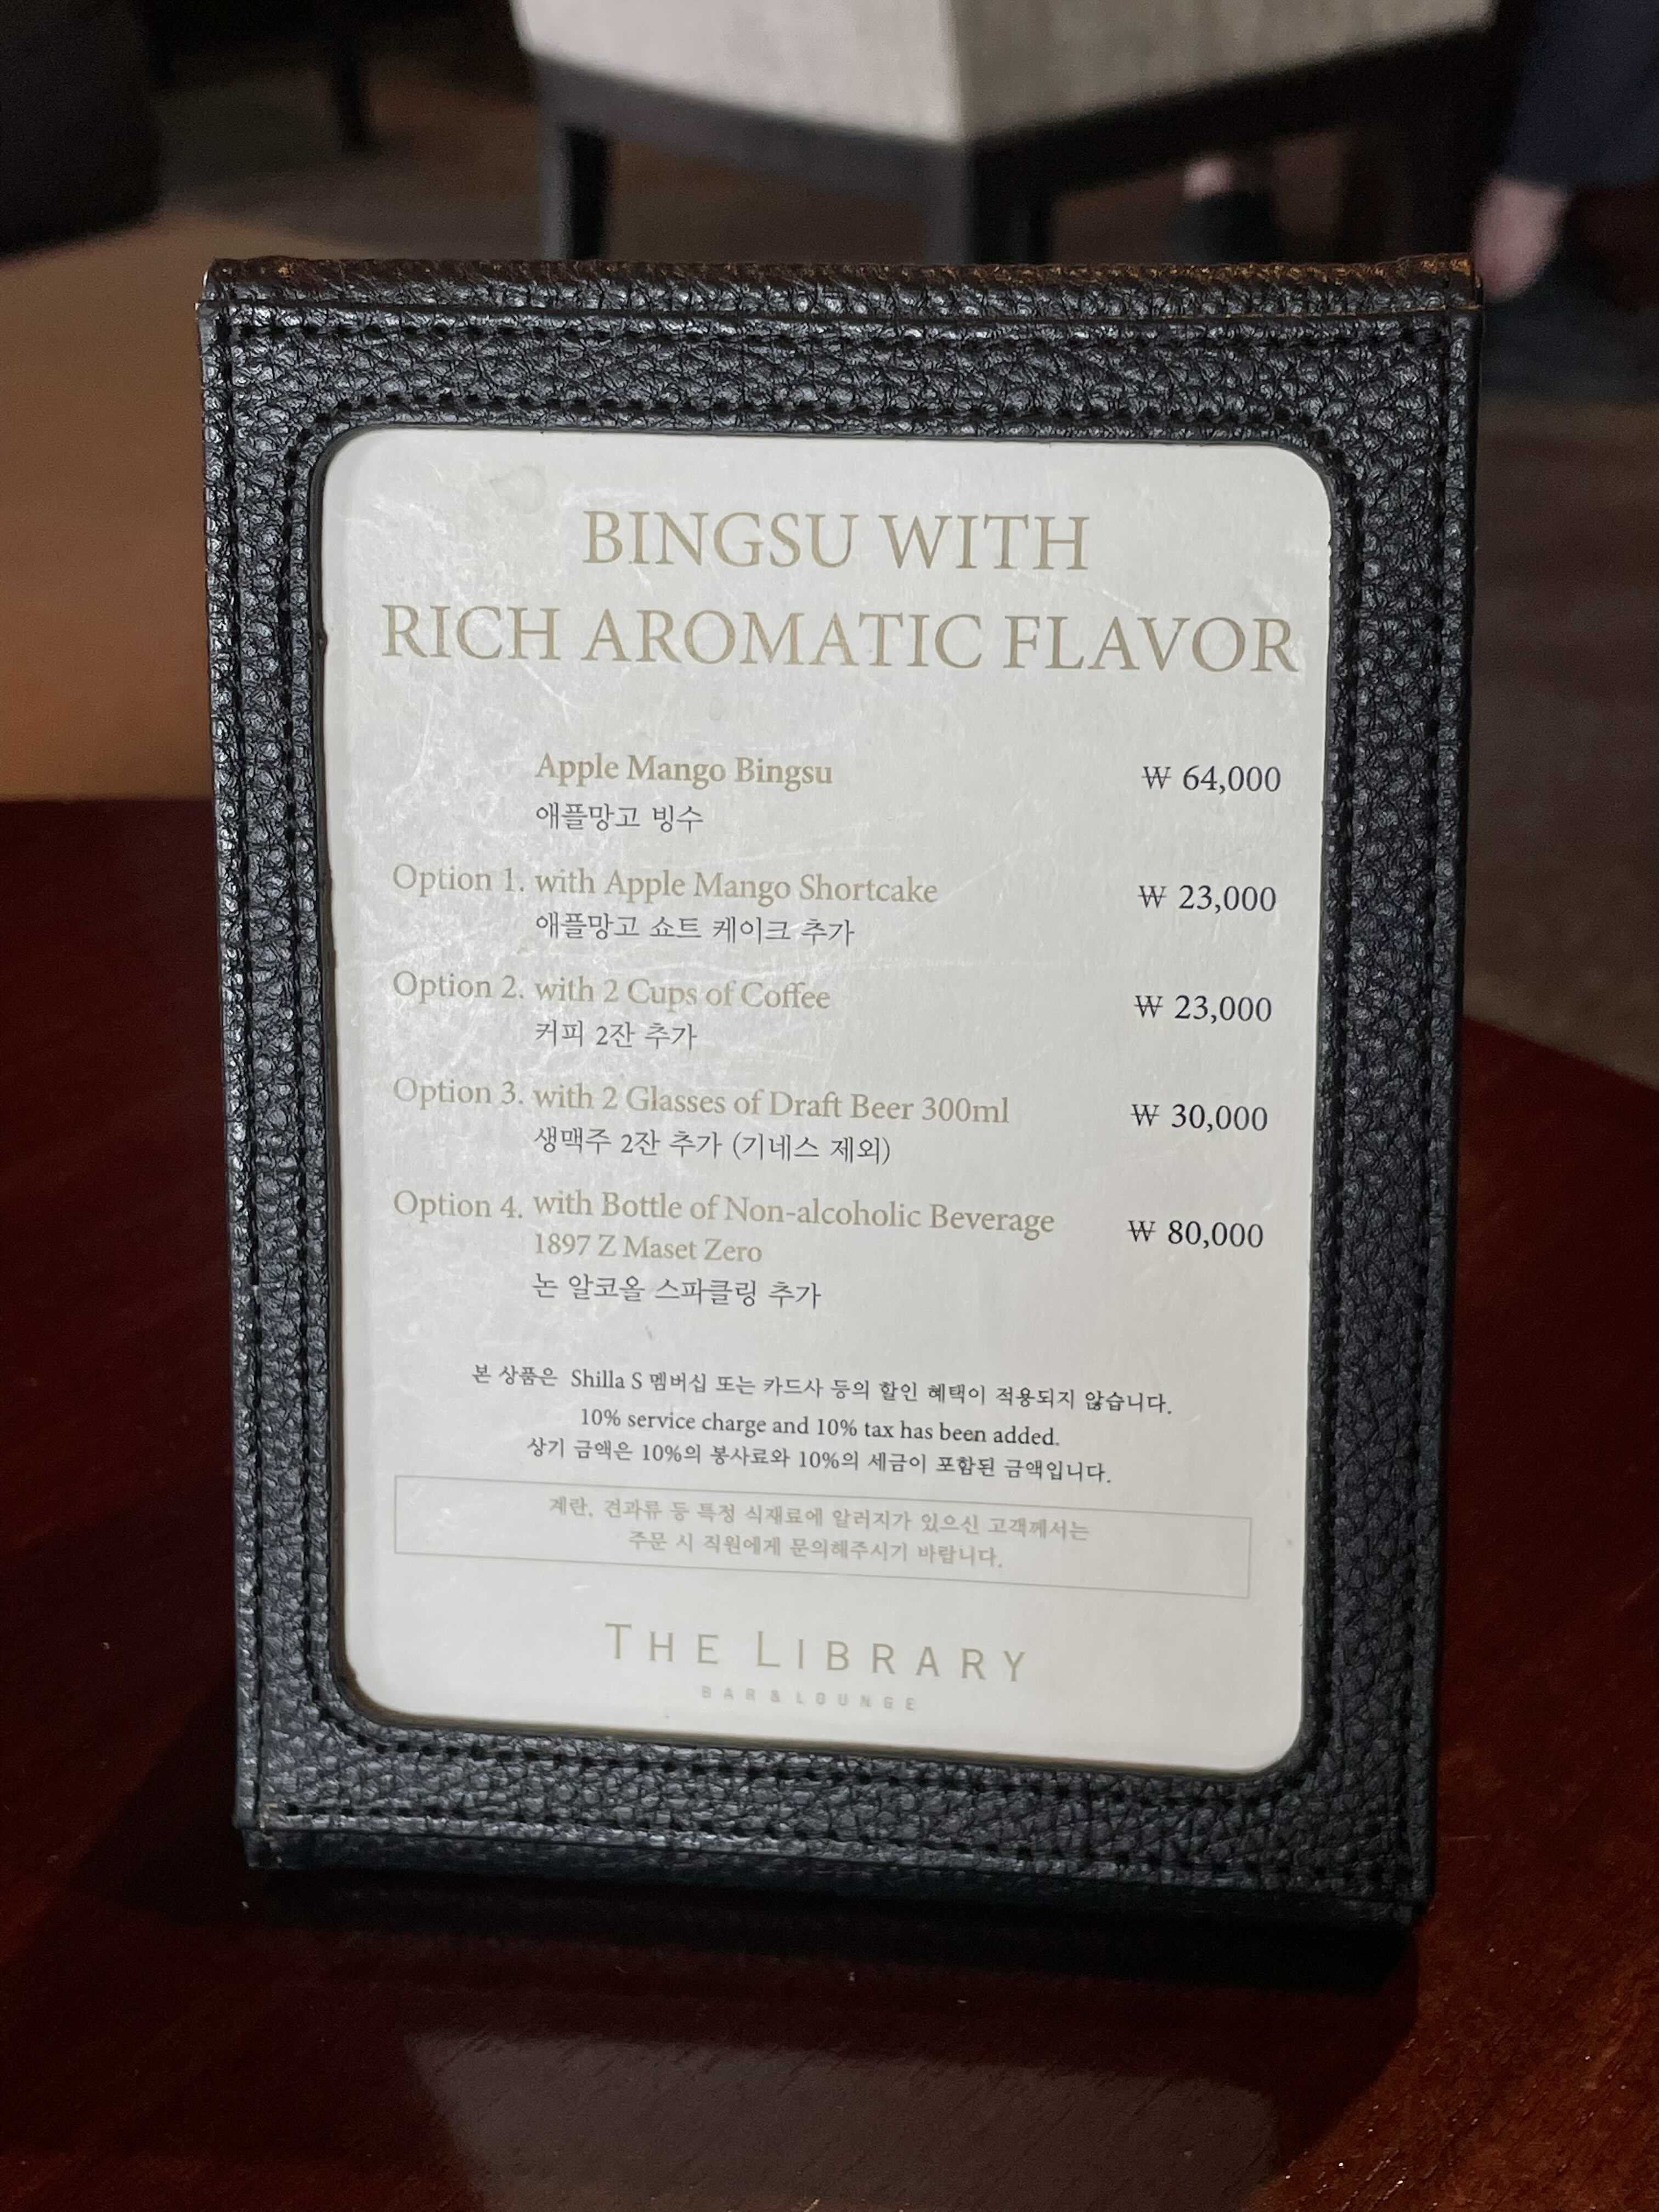 BINGSU WITH
RICH AROMATIC FLAVOR
Apple Mango Bingsu ₩ 64,000
애플망고 빙수
Option 1. with Apple Mango Shortcake ₩ 23,000
애플망고 쇼트 케이크 추가
Option 2. with 2 Cups of Coffee ₩ 23,000
커피 2잔 추가
Option 3. with 2 Glasses of Draft Beer 300ml ₩ 30,000
생맥주 2잔 추가 (기네스 제외)
Option 4. with Bottle of Non-alcoholic Beverage ₩ 80,000
1897 Z Maset Zero
논 알코올 스파클링 추가
본 상품은 Shilla S 멤버십 또는 카드사 등의 할인 혜택이 적용되지 않습니다.
10% service charge and 10% tax has been added.
상기 금액은 10%의 봉사료와 10%의 세금이 포함된 금액입니다.
계란, 견과류 등 특정 식재료에 알러지가 있으신 고객께서는
주문 시 직원에게 문의해주시기 바랍니다.
THE LIBRARY
BAR & LOUNGE